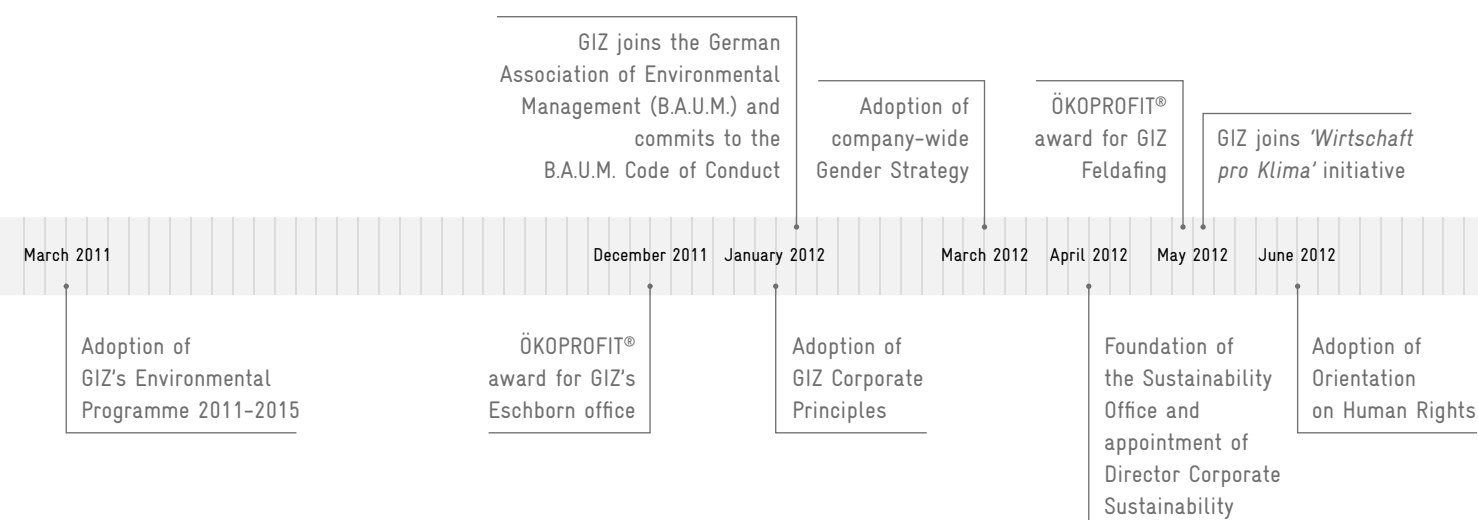 GIZ joins the German
Association of Environmental
Management (B.A.U.M.) and
commits to the
B.A.U.M. Code of Conduct
Adoption of
company-wide
Gender Strategy
ÖKOPROFIT®
award for GIZ
Feldafing
GIZ joins ‘Wirtschaft
pro Klima’ initiative
March 2011
December 2011
January 2012
March 2012
April 2012
May 2012
June 2012
Adoption of
GIZ’s Environmental
Programme 2011–2015
ÖKOPROFIT®
award for GIZ’s
Eschborn office
Adoption of
GIZ Corporate
Principles
Foundation of
the Sustainability
Office and
appointment of
Director Corporate
Sustainability
Adoption of
Orientation
on Human Rights